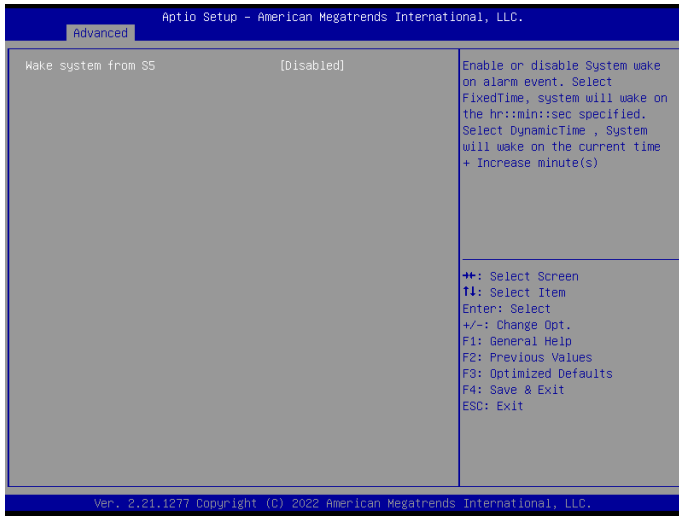 Aptio Setup – American Megatrends International, LLC.
Advanced
Wake system from S5 [Disabled]
Enable or disable System wake
on alarm event. Select
FixedTime, system will wake on
the hr::min::sec specified.
Select DynamicTime , System
will wake on the current time
+ Increase minute(s)
→←: Select Screen
↑↓: Select Item
Enter: Select
+/-: Change Opt.
F1: General Help
F2: Previous Values
F3: Optimized Defaults
F4: Save & Exit
ESC: Exit
Ver. 2.21.1277 Copyright (C) 2022 American Megatrends International, LLC.